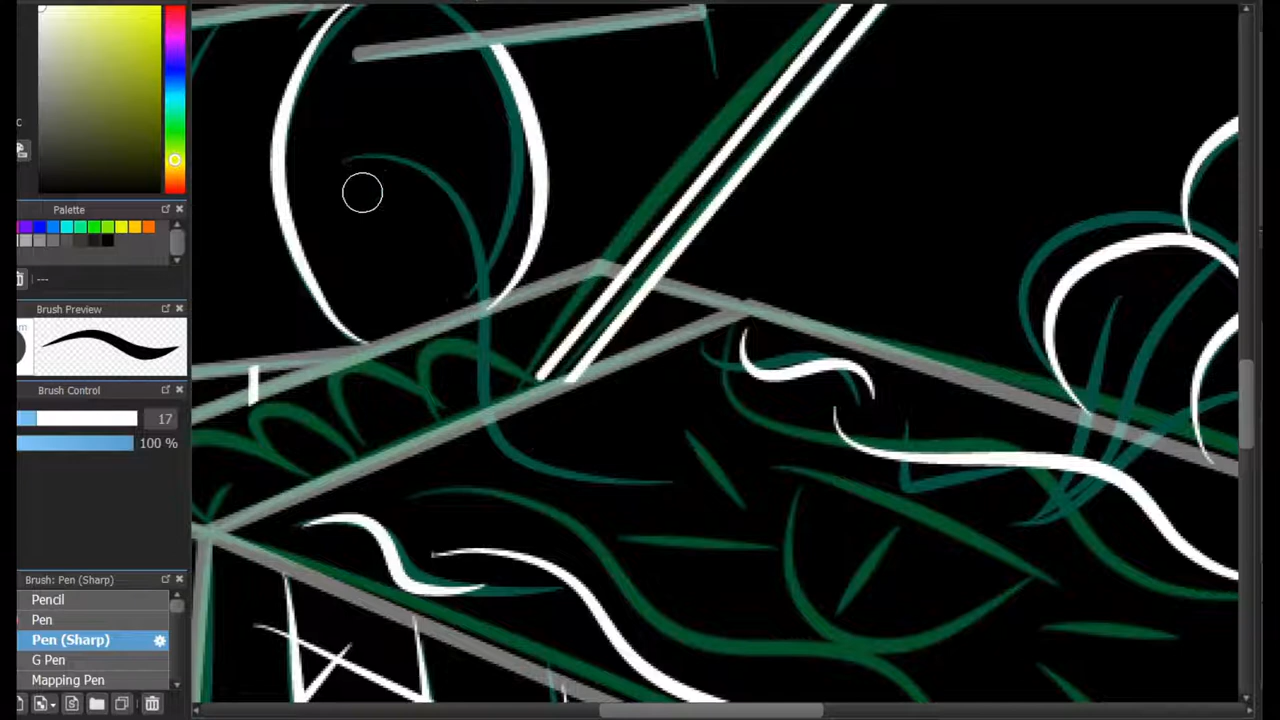 c
Palette
---
Brush Preview
m
Brush Control
17
100 %
Brush: Pen (Sharp)
Pencil
Pen
Pen (Sharp)
G Pen
Mapping Pen